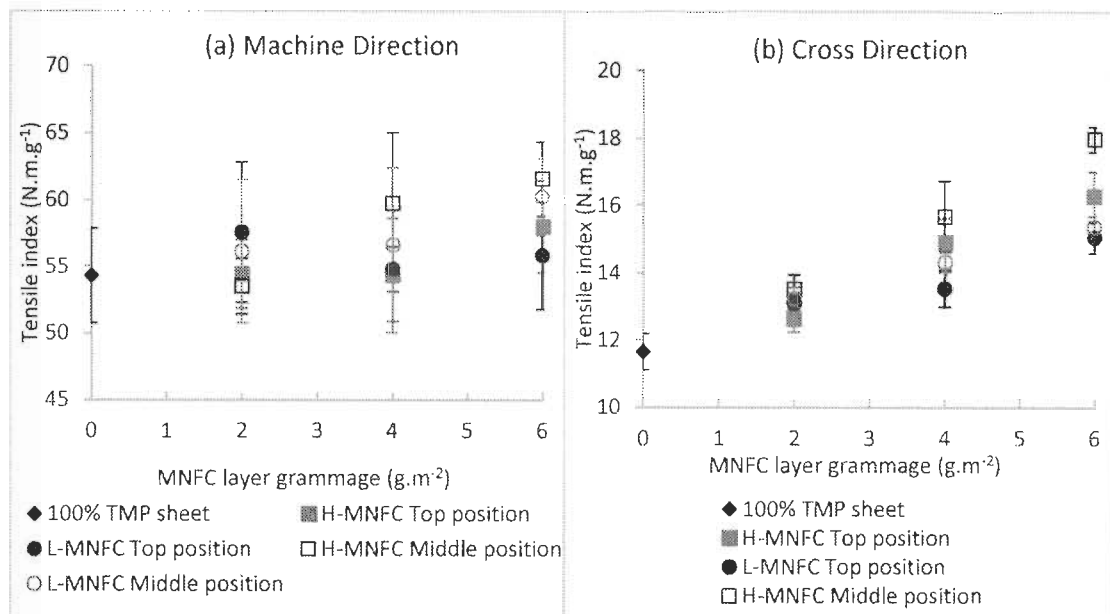 (a) Machine Direction
70
65
60
55
50
45
Tensile index (N.m.g⁻¹)
0 1 2 3 4 5 6
MNFC layer grammage (g.m⁻²)
◆ 100% TMP sheet
■ H-MNFC Top position
● L-MNFC Top position
□ H-MNFC Middle position
○ L-MNFC Middle position
(b) Cross Direction
20
18
16
14
12
10
Tensile index (N.m.g⁻¹)
0 1 2 3 4 5 6
MNFC layer grammage (g.m⁻²)
◆ 100% TMP sheet
■ H-MNFC Top position
● L-MNFC Top position
□ H-MNFC Middle position